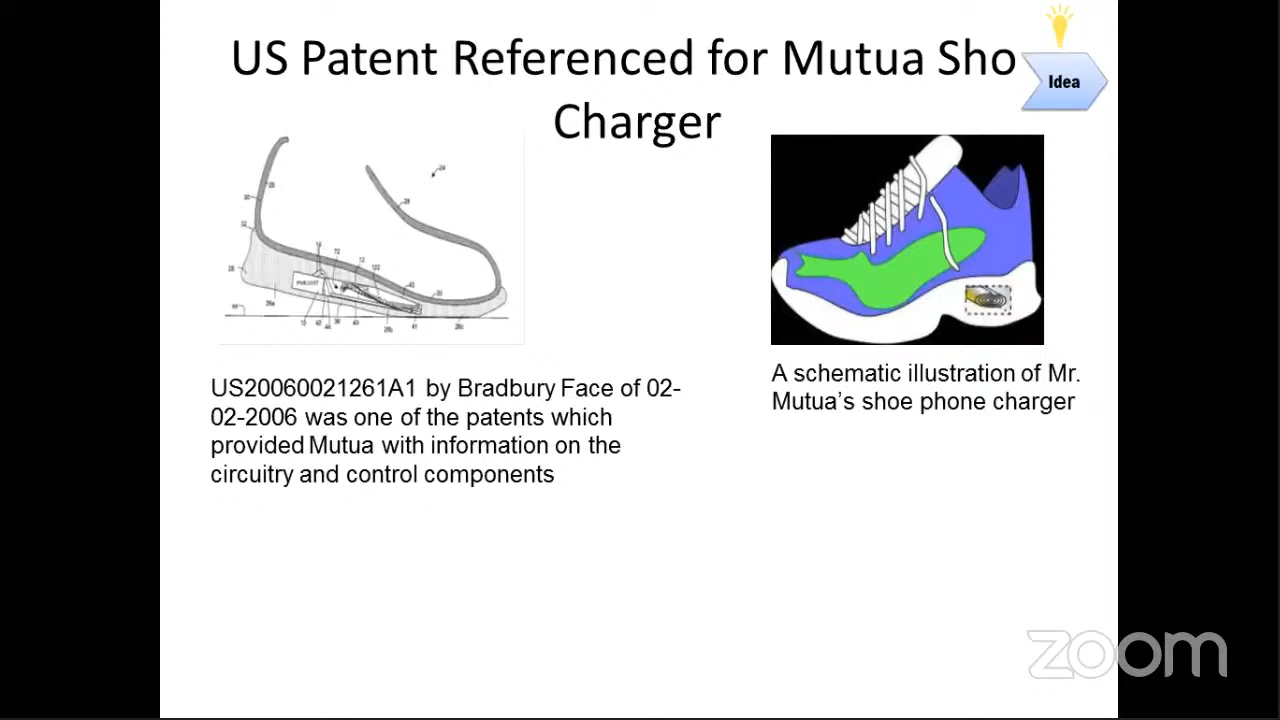 US Patent Referenced for Mutua Sho
Charger
Idea
US20060021261A1 by Bradbury Face of 02-
02-2006 was one of the patents which
provided Mutua with information on the
circuitry and control components
A schematic illustration of Mr.
Mutua's shoe phone charger
zoom